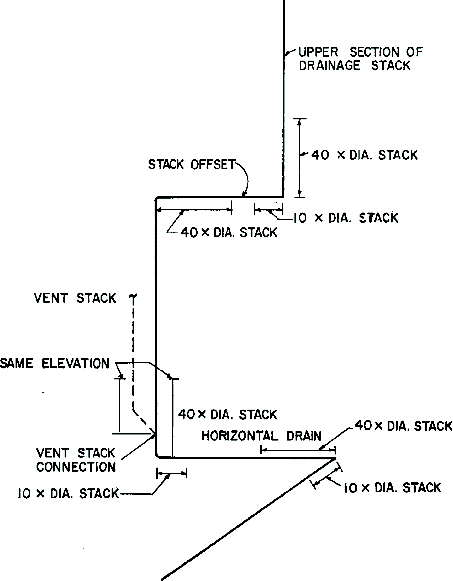 UPPER SECTION OF
DRAINAGE STACK
40 × DIA. STACK
STACK OFFSET
10 × DIA. STACK
40 × DIA. STACK
VENT STACK
SAME ELEVATION
40 × DIA. STACK
HORIZONTAL DRAIN
40 × DIA. STACK
VENT STACK
CONNECTION
10 × DIA. STACK
10 × DIA. STACK